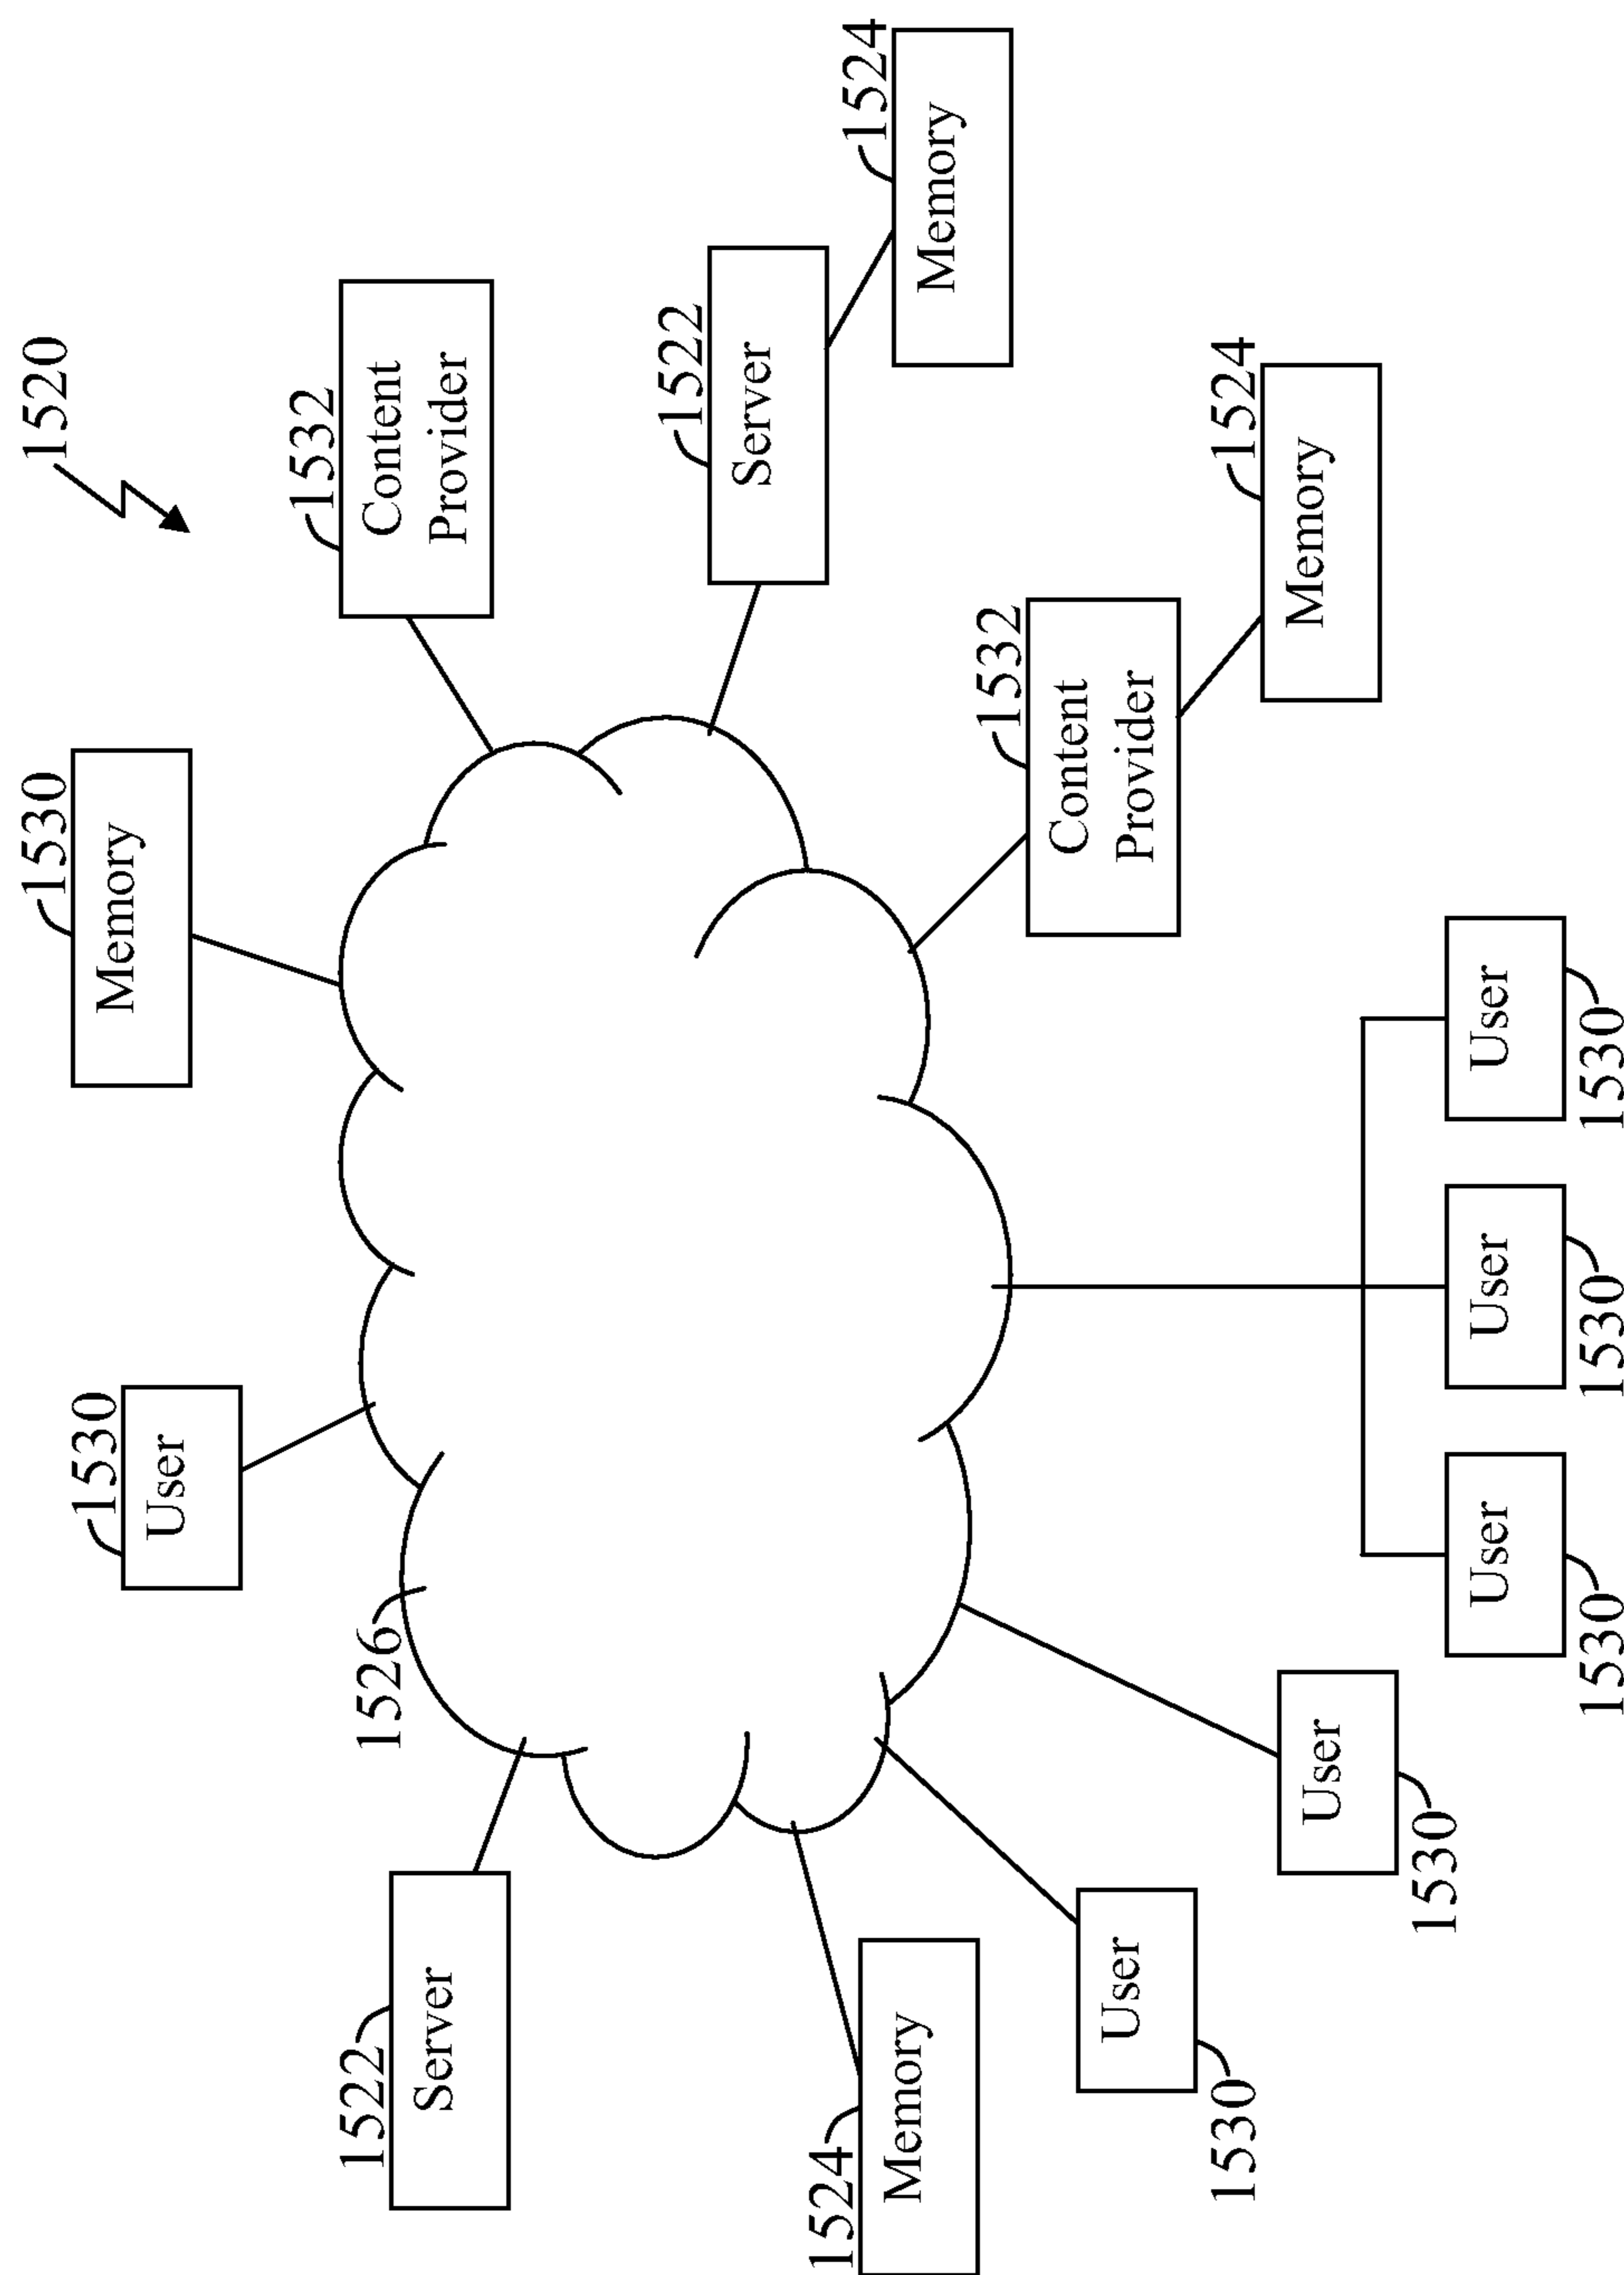 1530
Memory
1520
1530
User
1532
Content
Provider
1522
Server
1526
1522
Server
1524
Memory
1524
Memory
1532
Content
Provider
User
1530
1524
Memory
User
1530
User
1530
User
1530
User
1530